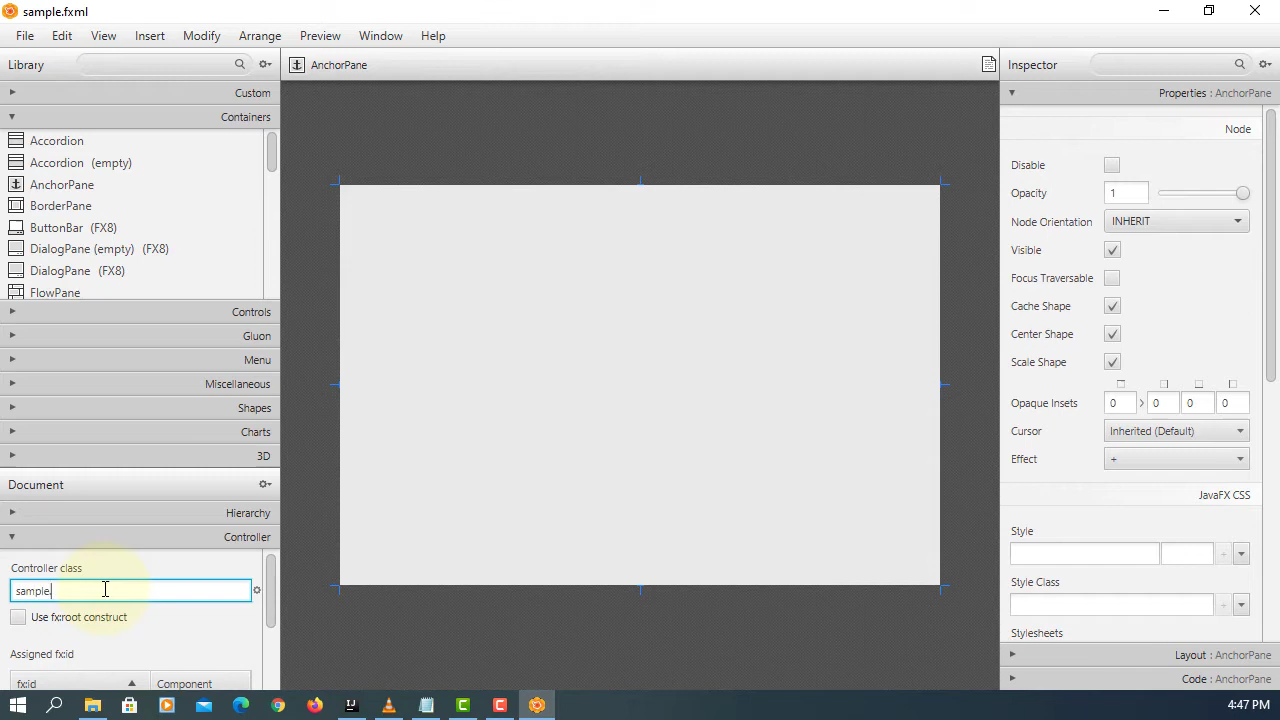 sample.fxml
File Edit View Insert Modify Arrange Preview Window Help
Library
AnchorPane
Inspector
Custom
Containers
Accordion
Accordion (empty)
AnchorPane
BorderPane
ButtonBar (FX8)
DialogPane (empty) (FX8)
DialogPane (FX8)
FlowPane
Controls
Gluon
Menu
Miscellaneous
Shapes
Charts
3D
Document
Hierarchy
Controller
Controller class
sample.
Use fx:root construct
Assigned fx:id
fx:id Component
Properties : AnchorPane
Node
Disable
Opacity 1
Node Orientation INHERIT
Visible
Focus Traversable
Cache Shape
Center Shape
Scale Shape
Opaque Insets 0 0 0 0
Cursor Inherited (Default)
Effect +
JavaFX CSS
Style
+
Style Class
+
Stylesheets
Layout : AnchorPane
Code : AnchorPane
4:47 PM